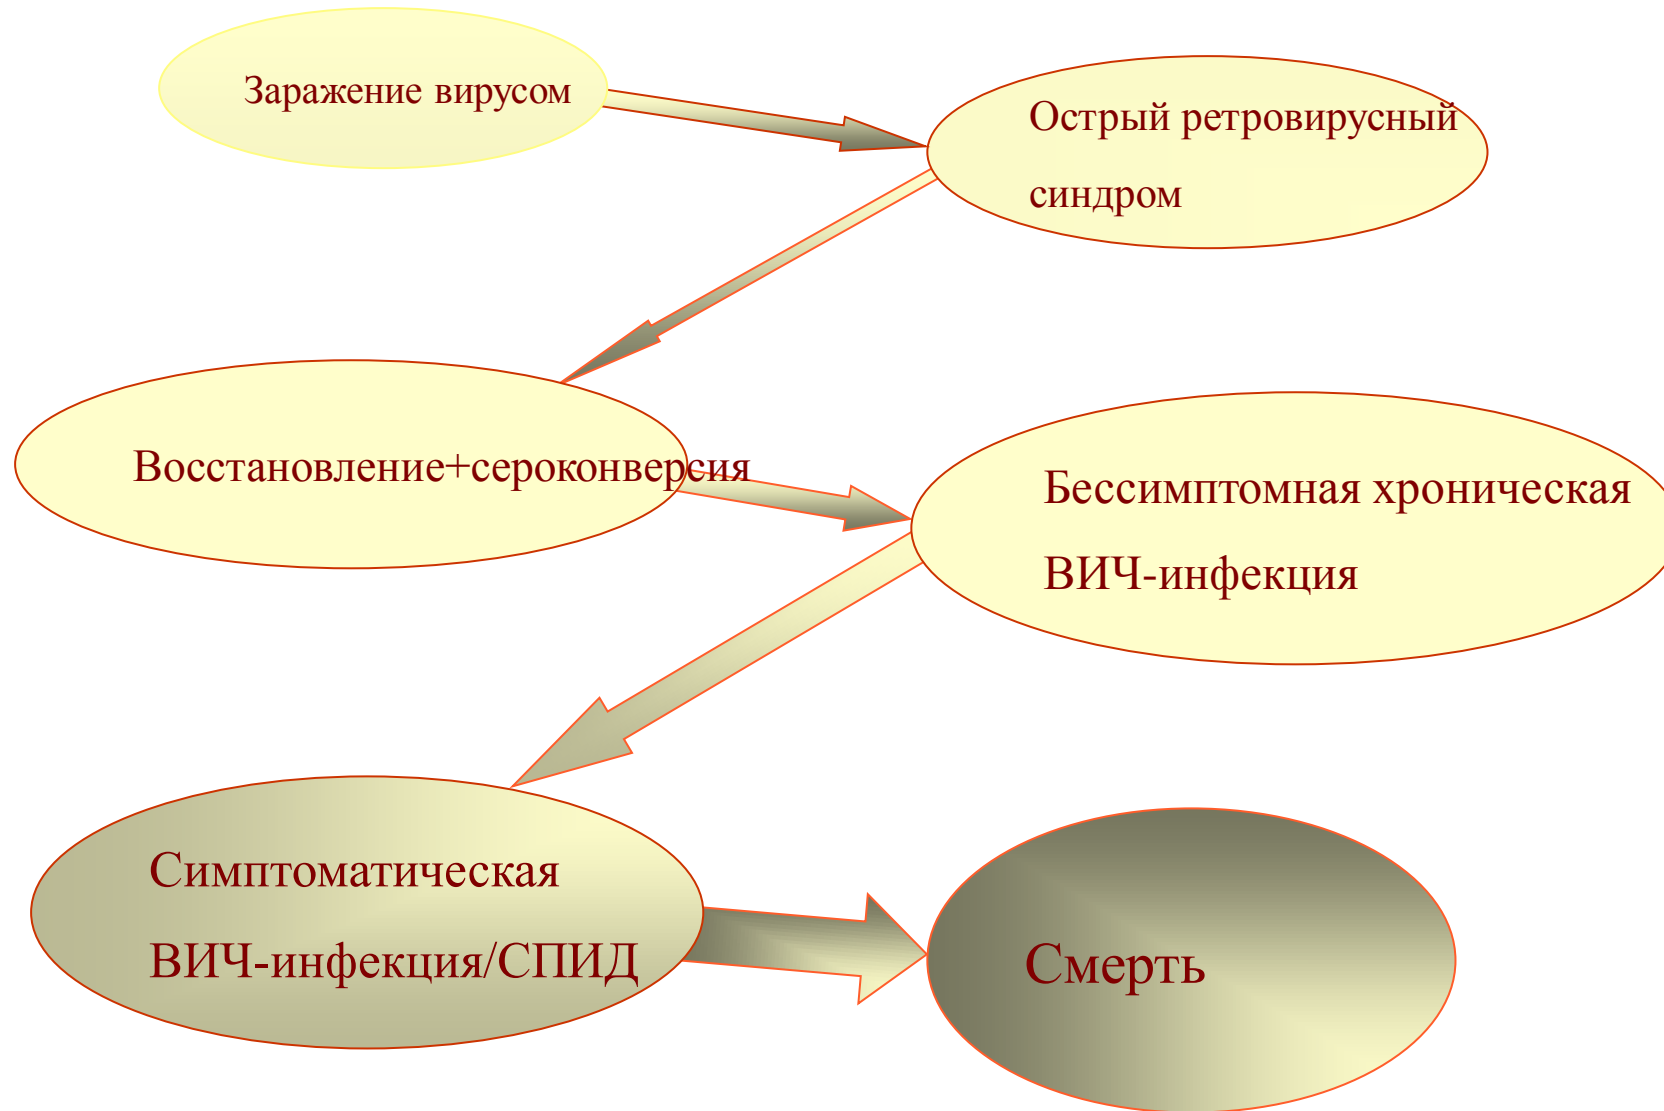 Заражение вирусом
Острый ретровирусный
синдром
Восстановление+сероконверсия
Бессимптомная хроническая
ВИЧ-инфекция
Симптоматическая
ВИЧ-инфекция/СПИД
Смерть